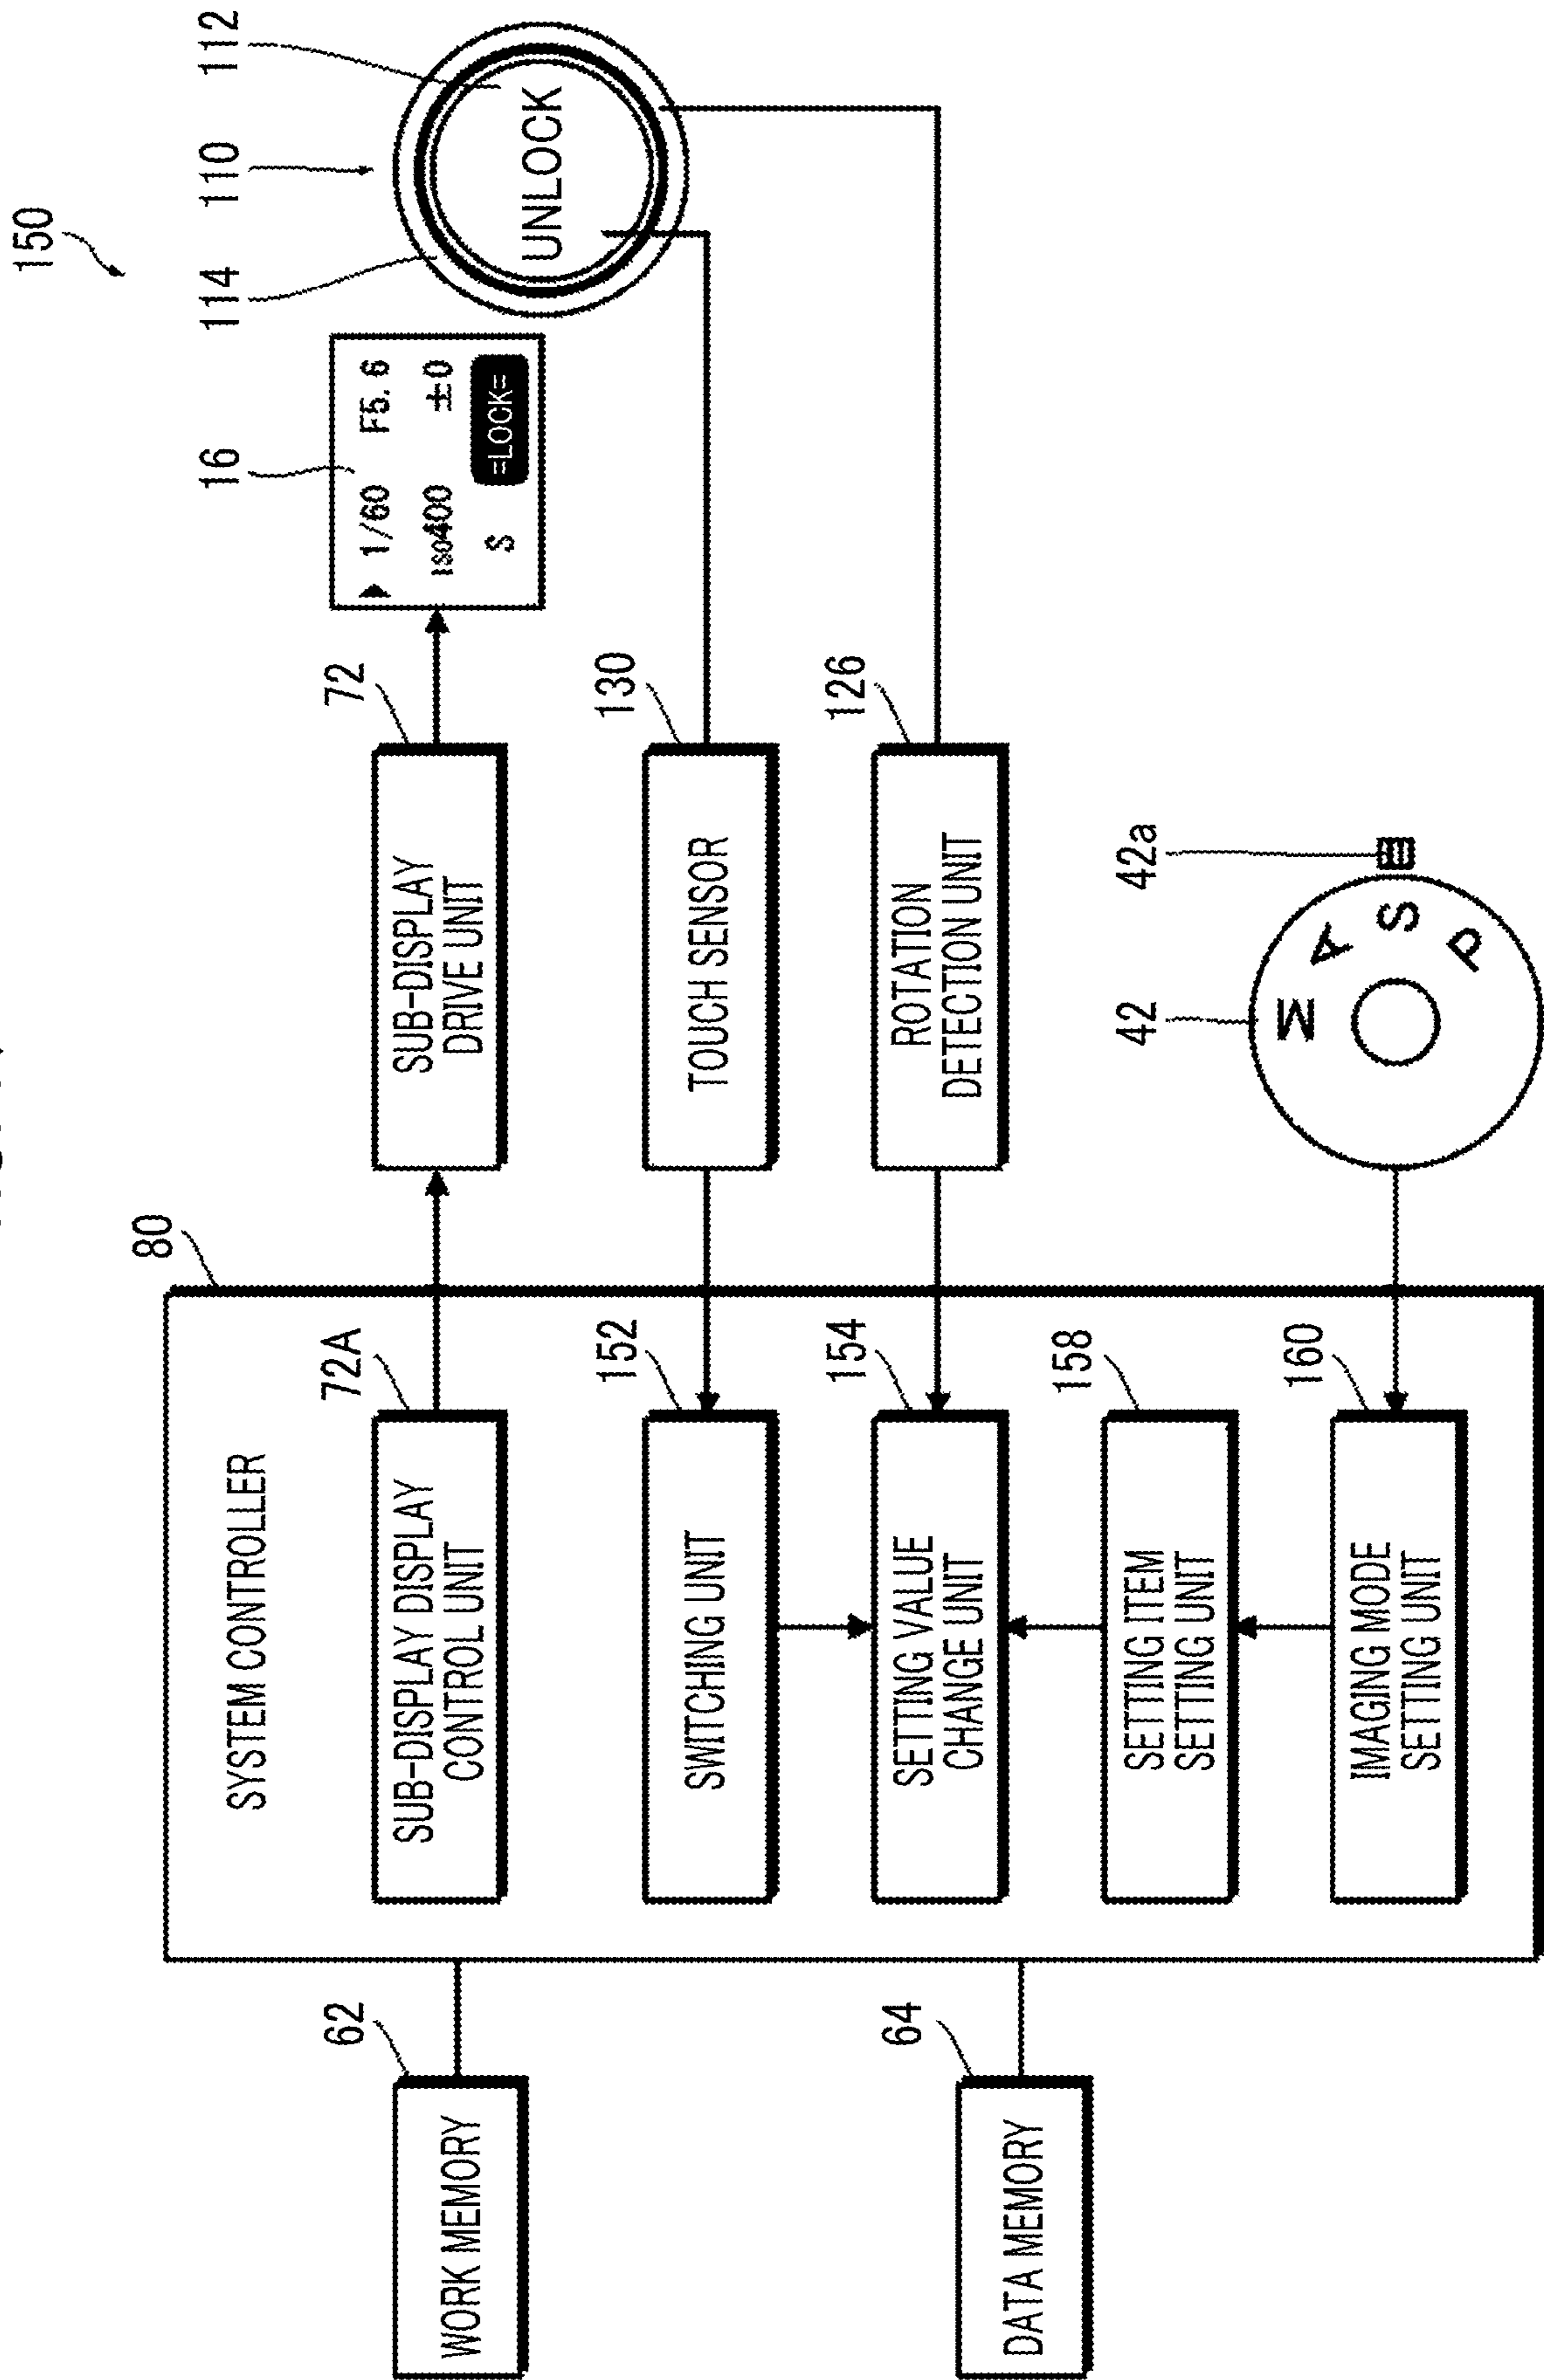 150
16
114
110
112
▶ 1/60 F5.6
ISO400 ±0
S =LOCK=
UNLOCK
80
72A
72
SYSTEM CONTROLLER
SUB-DISPLAY DISPLAY
CONTROL UNIT
SUB-DISPLAY
DRIVE UNIT
62
WORK MEMORY
152
SWITCHING UNIT
130
TOUCH SENSOR
154
SETTING VALUE
CHANGE UNIT
126
ROTATION
DETECTION UNIT
64
DATA MEMORY
158
SETTING ITEM
SETTING UNIT
160
IMAGING MODE
SETTING UNIT
42
42a
M
A
S
P